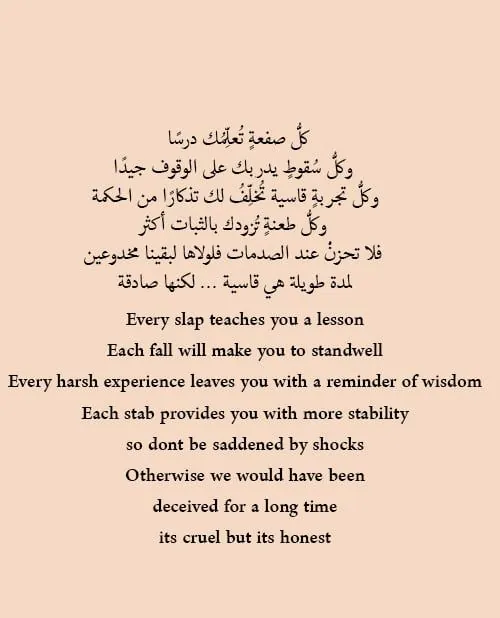 كلُّ صفعةٍ تُعلِّمُك درسًا
وكلُّ سُقوطٍ يدربك على الوقوف جيدًا
وكلُّ تجربةٍ قاسية تُخلِّفُ لك تذكارًا من الحكمة
وكلُّ طعنةٍ تُزودك بالثبات أكثر
فلا تحزنْ عند الصدمات فلولاها لبقينا مخدوعين
لمدة طويلة هي قاسية ... لكنها صادقة
Every slap teaches you a lesson
Each fall will make you to standwell
Every harsh experience leaves you with a reminder of wisdom
Each stab provides you with more stability
so dont be saddened by shocks
Otherwise we would have been
deceived for a long time
its cruel but its honest